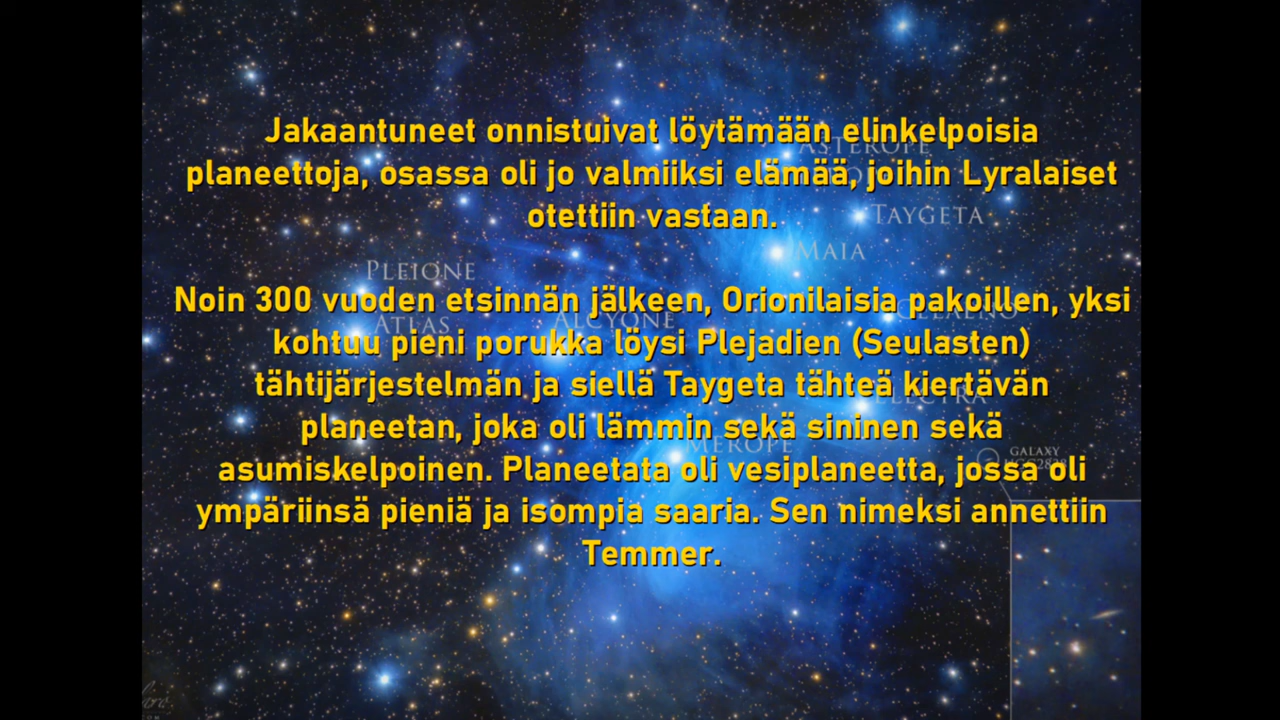 Jakaantuneet onnistuivat löytämään elinkelpoisia
planeettoja, osassa oli jo valmiiksi elämää, joihin Lyralaiset
otettiin vastaan.
Noin 300 vuoden etsinnän jälkeen, Orionilaisia pakoillen, yksi
kohtuu pieni porukka löysi Plejadien (Seulasten)
tähtijärjestelmän ja siellä Taygeta tähteä kiertävän
planeetan, joka oli lämmin sekä sininen sekä
asumiskelpoinen. Planeetata oli vesiplaneetta, jossa oli
ympäriinsä pieniä ja isompia saaria. Sen nimeksi annettiin
Temmer.
ASTEROPE
TAYGETA
MAIA
PLEIONE
CELAENO
ATLAS
ALCYONE
ELECTRA
MEROPE
GALAXY